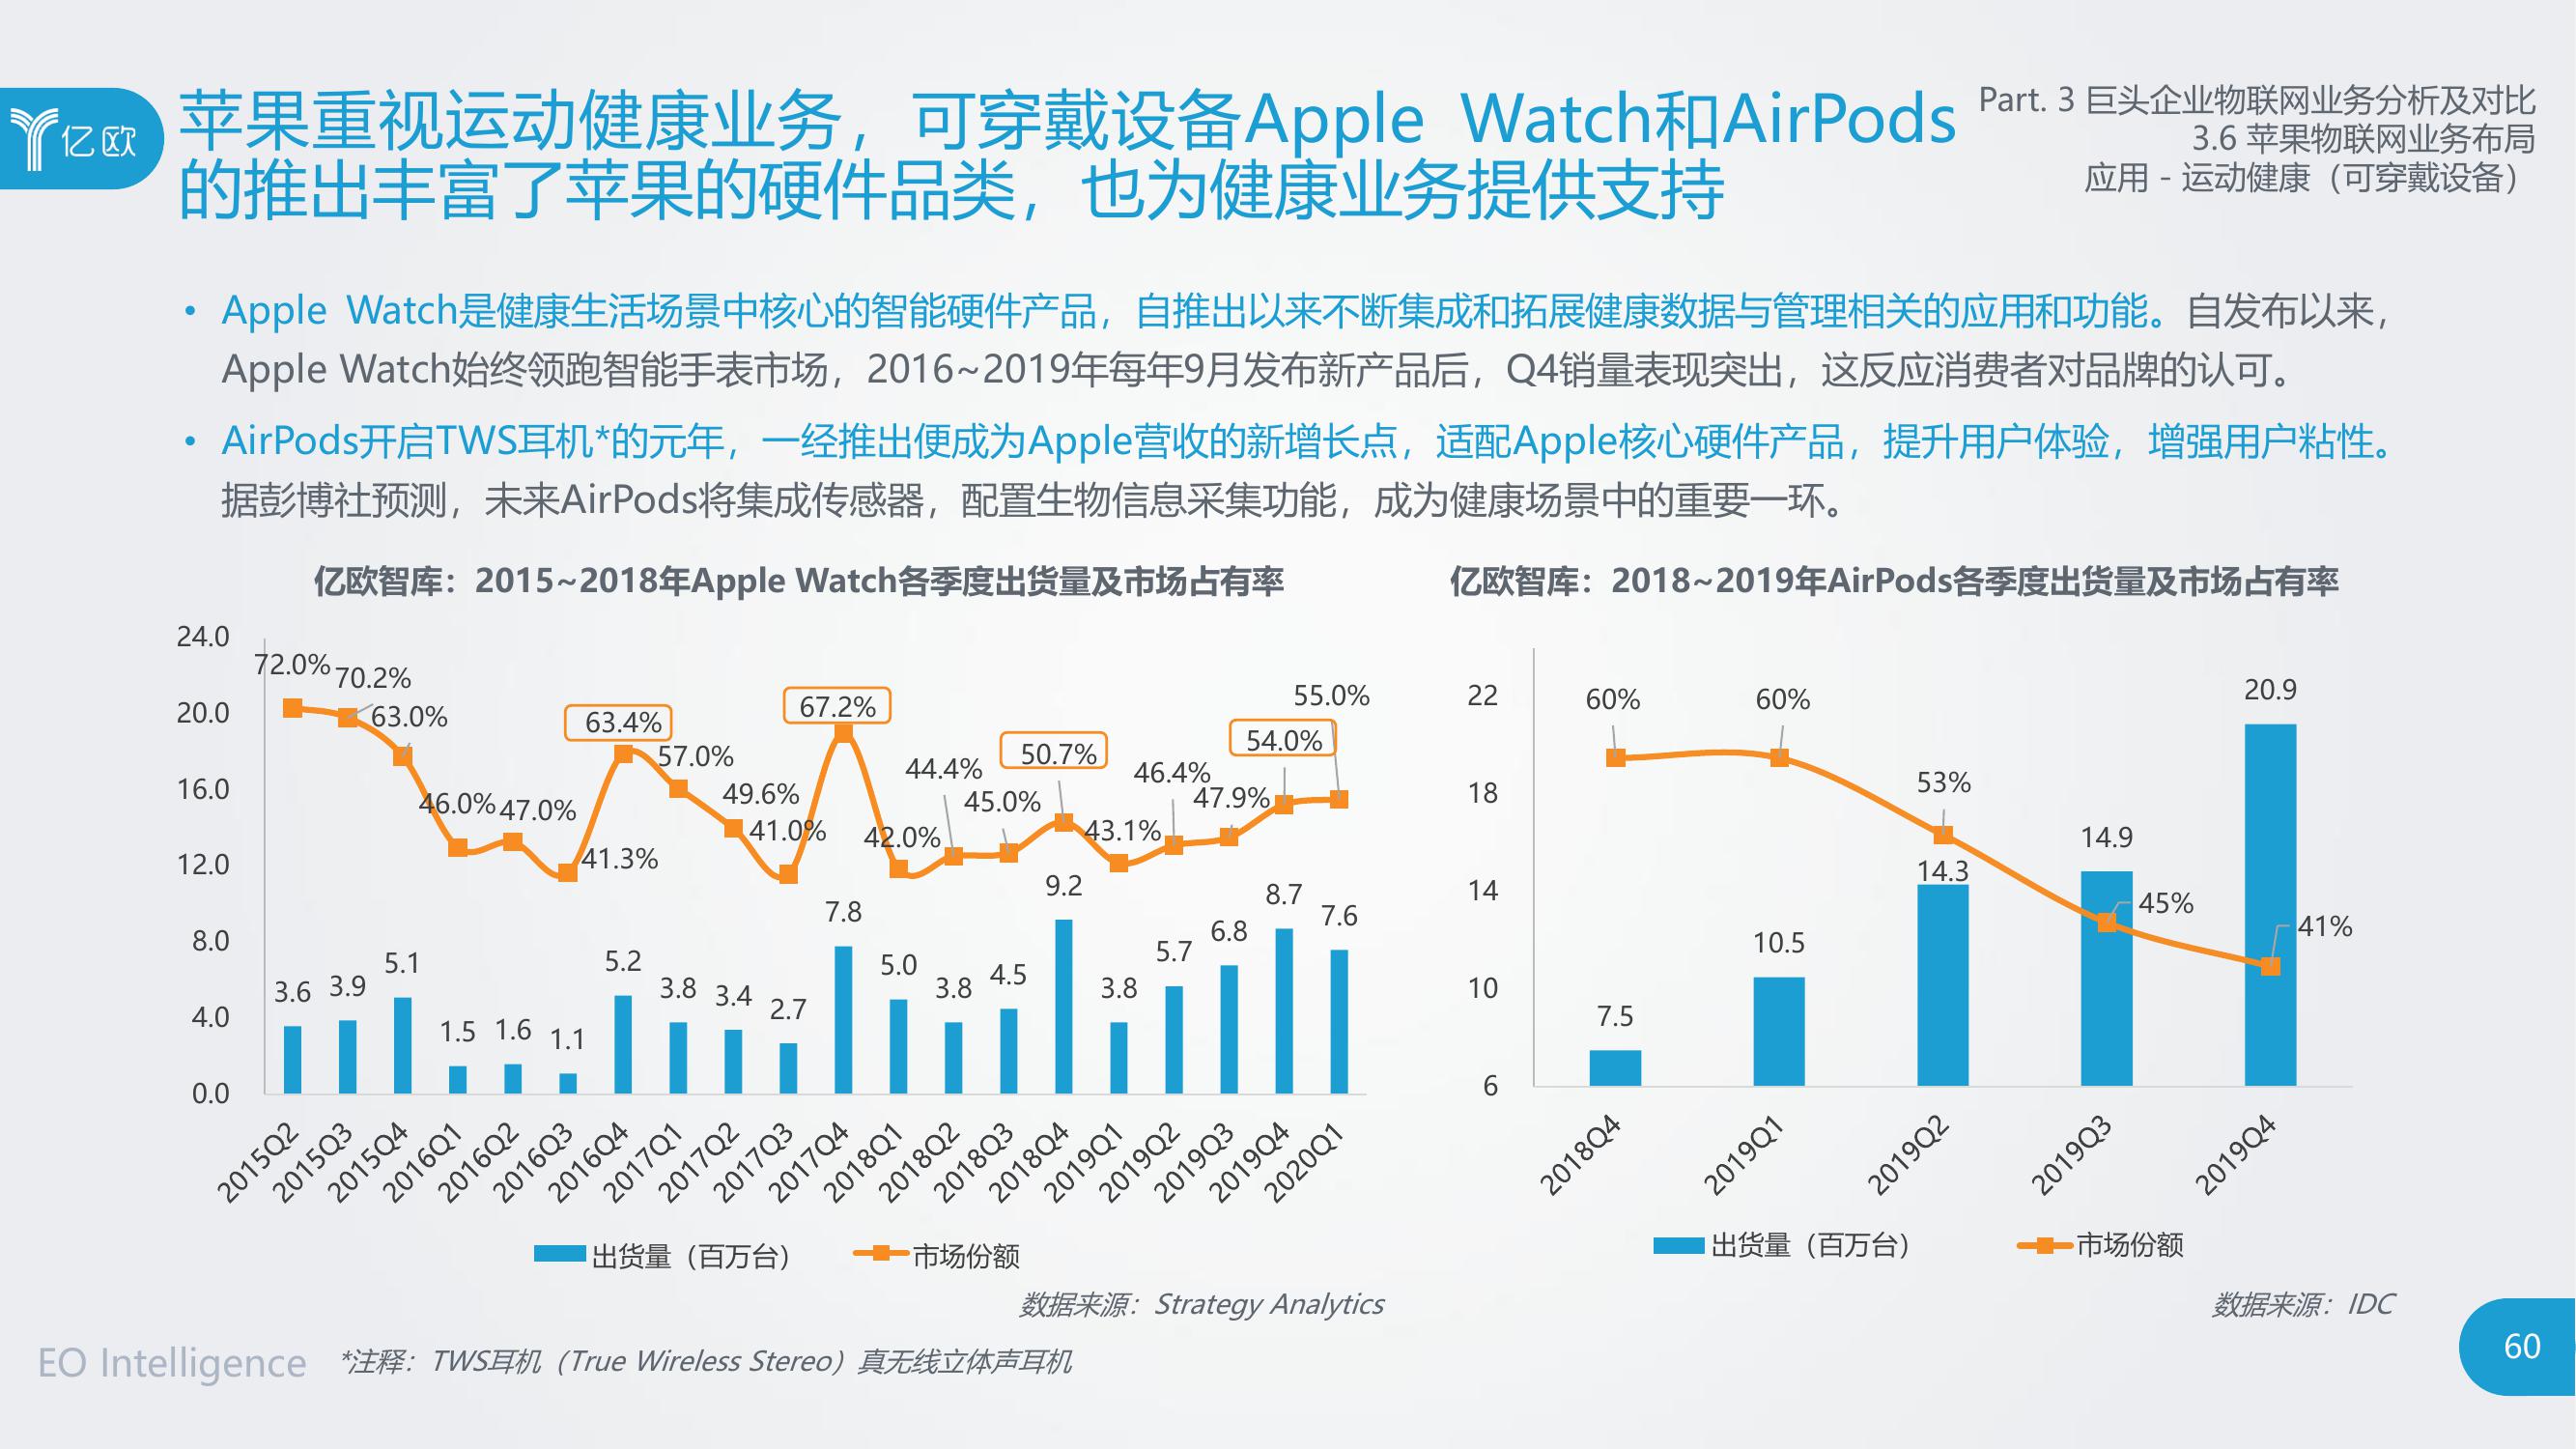 亿欧
苹果重视运动健康业务，可穿戴设备Apple Watch和AirPods
的推出丰富了苹果的硬件品类，也为健康业务提供支持
Part. 3 巨头企业物联网业务分析及对比
3.6 苹果物联网业务布局
应用 - 运动健康（可穿戴设备）
• Apple Watch是健康生活场景中核心的智能硬件产品，自推出以来不断集成和拓展健康数据与管理相关的应用和功能。自发布以来，
Apple Watch始终领跑智能手表市场，2016~2019年每年9月发布新产品后，Q4销量表现突出，这反应消费者对品牌的认可。
• AirPods开启TWS耳机*的元年，一经推出便成为Apple营收的新增长点，适配Apple核心硬件产品，提升用户体验，增强用户粘性。
据彭博社预测，未来AirPods将集成传感器，配置生物信息采集功能，成为健康场景中的重要一环。
亿欧智库：2015~2018年Apple Watch各季度出货量及市场占有率
24.0
20.0
16.0
12.0
8.0
4.0
0.0
72.0% 70.2% 63.0% 46.0% 47.0% 41.3% 63.4% 57.0% 49.6% 41.0% 67.2% 42.0% 44.4% 45.0% 50.7% 43.1% 46.4% 47.9% 54.0% 55.0%
3.6 3.9 5.1 1.5 1.6 1.1 5.2 3.8 3.4 2.7 7.8 5.0 3.8 4.5 9.2 3.8 5.7 6.8 8.7 7.6
2015Q2 2015Q3 2015Q4 2016Q1 2016Q2 2016Q3 2016Q4 2017Q1 2017Q2 2017Q3 2017Q4 2018Q1 2018Q2 2018Q3 2018Q4 2019Q1 2019Q2 2019Q3 2019Q4 2020Q1
出货量（百万台） 市场份额
数据来源：Strategy Analytics
亿欧智库：2018~2019年AirPods各季度出货量及市场占有率
22
18
14
10
6
60% 60% 53% 45% 41%
7.5 10.5 14.3 14.9 20.9
2018Q4 2019Q1 2019Q2 2019Q3 2019Q4
出货量（百万台） 市场份额
数据来源：IDC
EO Intelligence
*注释：TWS耳机（True Wireless Stereo）真无线立体声耳机
60